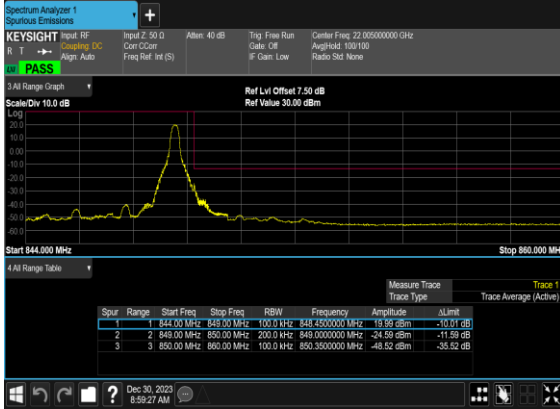 Spectrum Analyzer 1
Spurious Emissions
+
KEYSIGHT Input: RF Input Z: 50 Ω Atten: 40 dB Trig: Free Run Center Freq: 22.005000000 GHz
R T Coupling: DC Corr CCorr Gate: Off Avg|Hold: 100/100
Align: Auto Freq Ref: Int (S) IF Gain: Low Radio Std: None
PASS
3 All Range Graph
Ref Lvl Offset 7.50 dB
Scale/Div 10.0 dB Ref Value 30.00 dBm
Log
20.0
10.0
0.00
-10.0
-20.0
-30.0
-40.0
-50.0
-60.0
Start 844.000 MHz Stop 860.000 MH
4 All Range Table
Measure Trace Trace 1
Trace Type Trace Average (Active)
Spur Range Start Freq Stop Freq RBW Frequency Amplitude ΔLimit
1 1 844.00 MHz 849.00 MHz 100.0 kHz 848.4500000 MHz 19.99 dBm -10.01 dB
2 2 849.00 MHz 850.00 MHz 200.0 kHz 849.0000000 MHz -24.59 dBm -11.59 dB
3 3 850.00 MHz 860.00 MHz 100.0 kHz 850.3500000 MHz -48.52 dBm -35.52 dB
?
Dec 30, 2023
8:59:27 AM